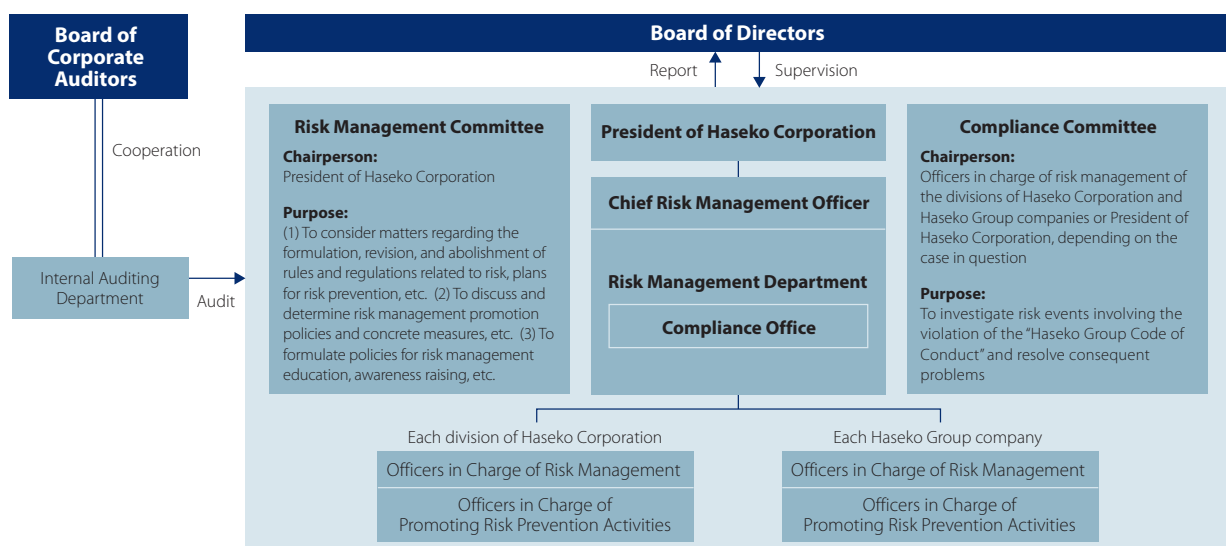 Board of
Corporate
Auditors
Cooperation
Internal Auditing
Department
Audit
Board of Directors
Report
Supervision
Risk Management Committee
Chairperson:
President of Haseko Corporation
Purpose:
(1) To consider matters regarding the
formulation, revision, and abolishment of
rules and regulations related to risk, plans
for risk prevention, etc. (2) To discuss and
determine risk management promotion
policies and concrete measures, etc. (3) To
formulate policies for risk management
education, awareness raising, etc.
President of Haseko Corporation
Chief Risk Management Officer
Risk Management Department
Compliance Office
Compliance Committee
Chairperson:
Officers in charge of risk management of
the divisions of Haseko Corporation and
Haseko Group companies or President of
Haseko Corporation, depending on the
case in question
Purpose:
To investigate risk events involving the
violation of the “Haseko Group Code of
Conduct” and resolve consequent
problems
Each division of Haseko Corporation
Officers in Charge of Risk Management
Officers in Charge of
Promoting Risk Prevention Activities
Each Haseko Group company
Officers in Charge of Risk Management
Officers in Charge of
Promoting Risk Prevention Activities